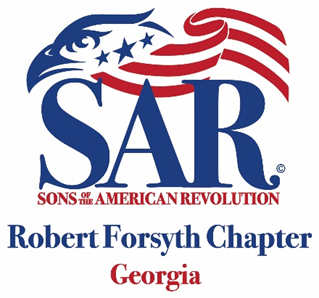 SAR
©
SONS OF THE AMERICAN REVOLUTION
Robert Forsyth Chapter
Georgia